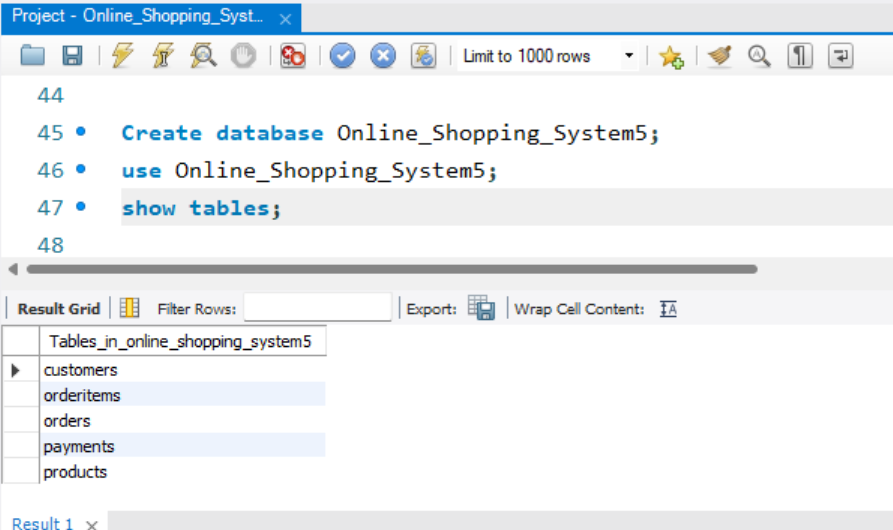 Project - Online_Shopping_Syst...
Limit to 1000 rows
44
45 Create database Online_Shopping_System5;
46 use Online_Shopping_System5;
47 show tables;
48
Result Grid Filter Rows: Export: Wrap Cell Content: IA
Tables_in_online_shopping_system5
customers
orderitems
orders
payments
products
Result 1